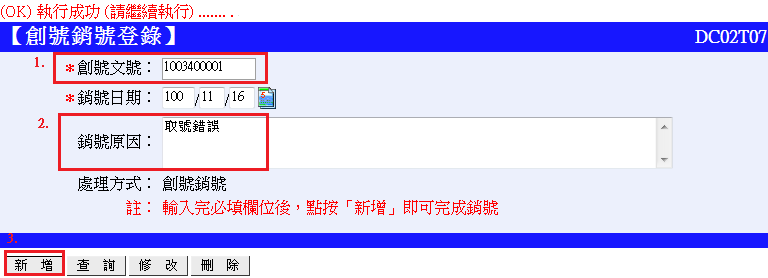 (OK) 執行成功 (請繼續執行) ....... .
【創號銷號登錄】 DC02T07
1. *創號文號： 1003400001
*銷號日期： 100 / 11 / 16
2. 銷號原因： 取號錯誤
處理方式： 創號銷號
註： 輸入完必填欄位後，點按「新增」即可完成銷號
3.
新 增 查 詢 修 改 刪 除